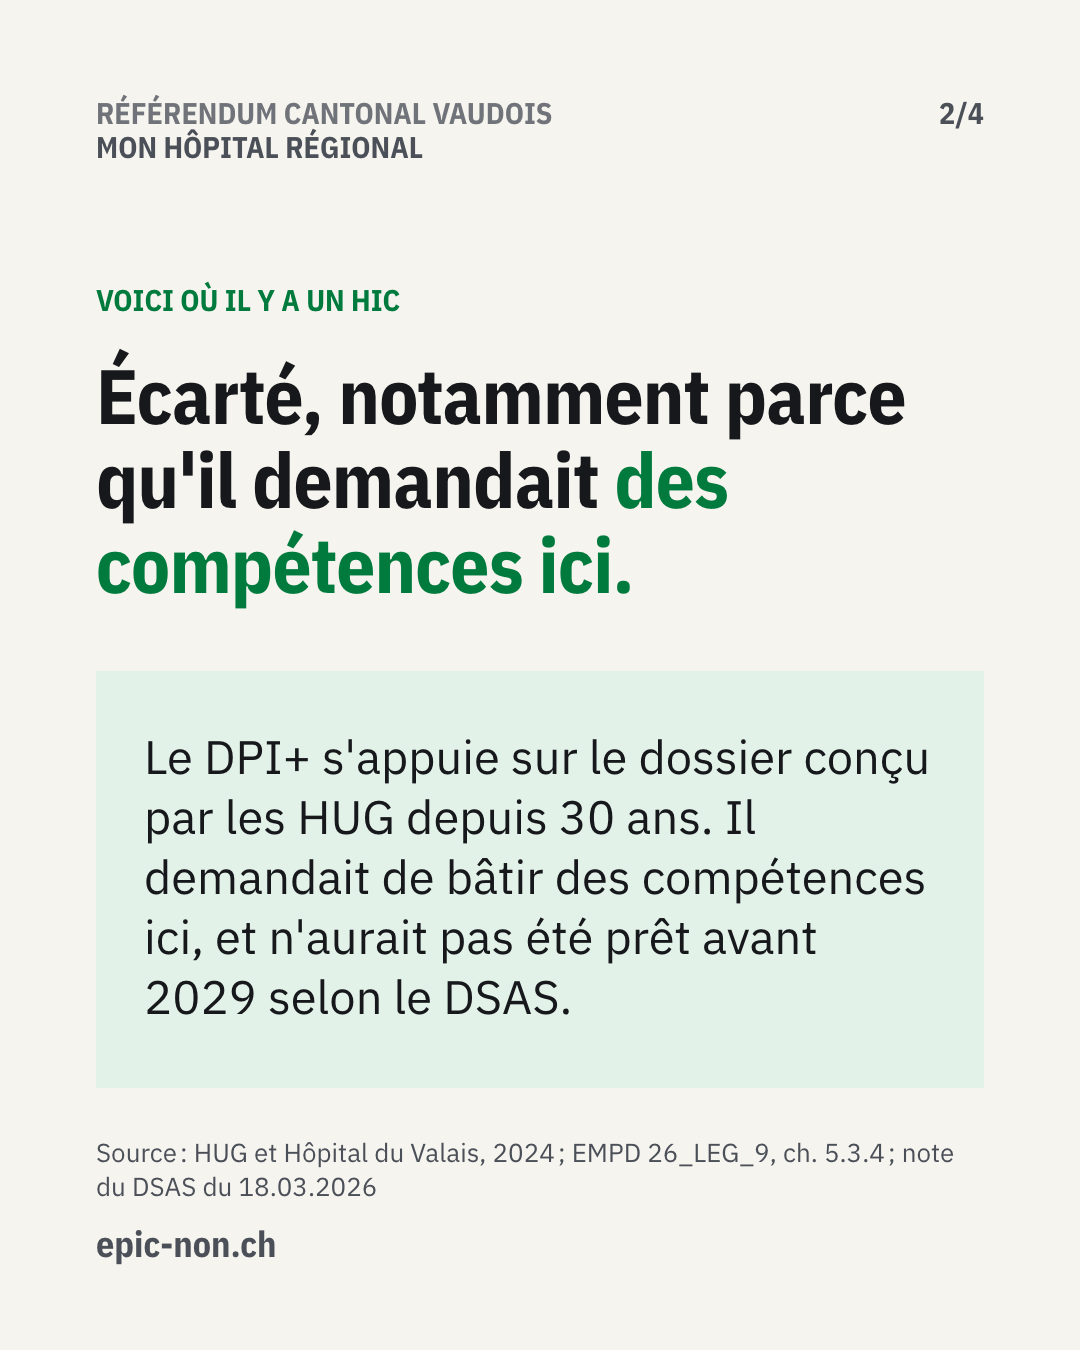 RÉFÉRENDUM CANTONAL VAUDOIS
MON HÔPITAL RÉGIONAL
2/4
VOICI OÙ IL Y A UN HIC
Écarté, notamment parce
qu'il demandait des
compétences ici.
Le DPI+ s'appuie sur le dossier conçu
par les HUG depuis 30 ans. Il
demandait de bâtir des compétences
ici, et n'aurait pas été prêt avant
2029 selon le DSAS.
Source : HUG et Hôpital du Valais, 2024 ; EMPD 26_LEG_9, ch. 5.3.4 ; note
du DSAS du 18.03.2026
epic-non.ch